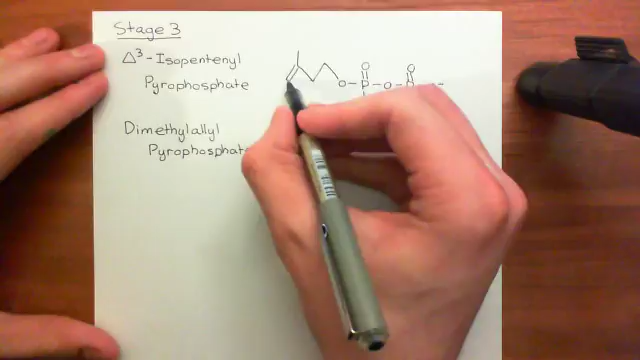 Stage 3
Δ³-Isopentenyl
Pyrophosphate
Dimethylallyl
Pyrophosphate
O
O
O
P
O